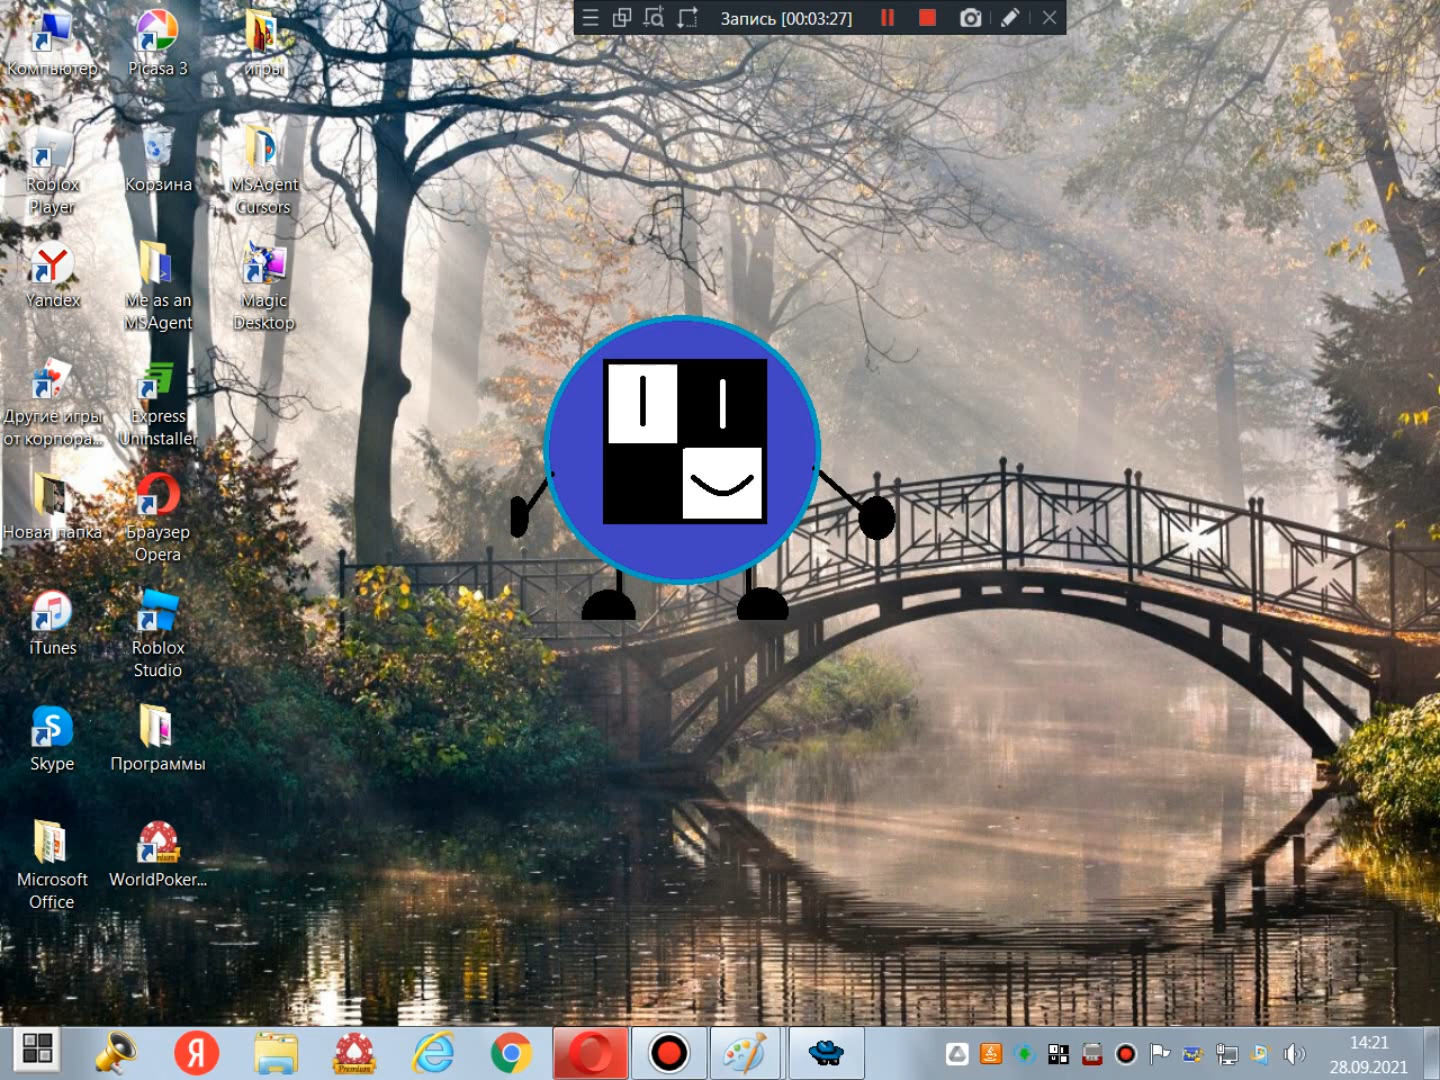 Запись [00:03:27]
Компьютер
Picasa 3
игры
Roblox
Player
Корзина
MSAgent
Cursors
Yandex
Me as an
MSAgent
Magic
Desktop
Другие игры
от корпора...
Express
Uninstaller
Новая папка
Браузер
Opera
iTunes
Roblox
Studio
Skype
Программы
Microsoft
Office
WorldPoker...
Premium
14:21
28.09.2021